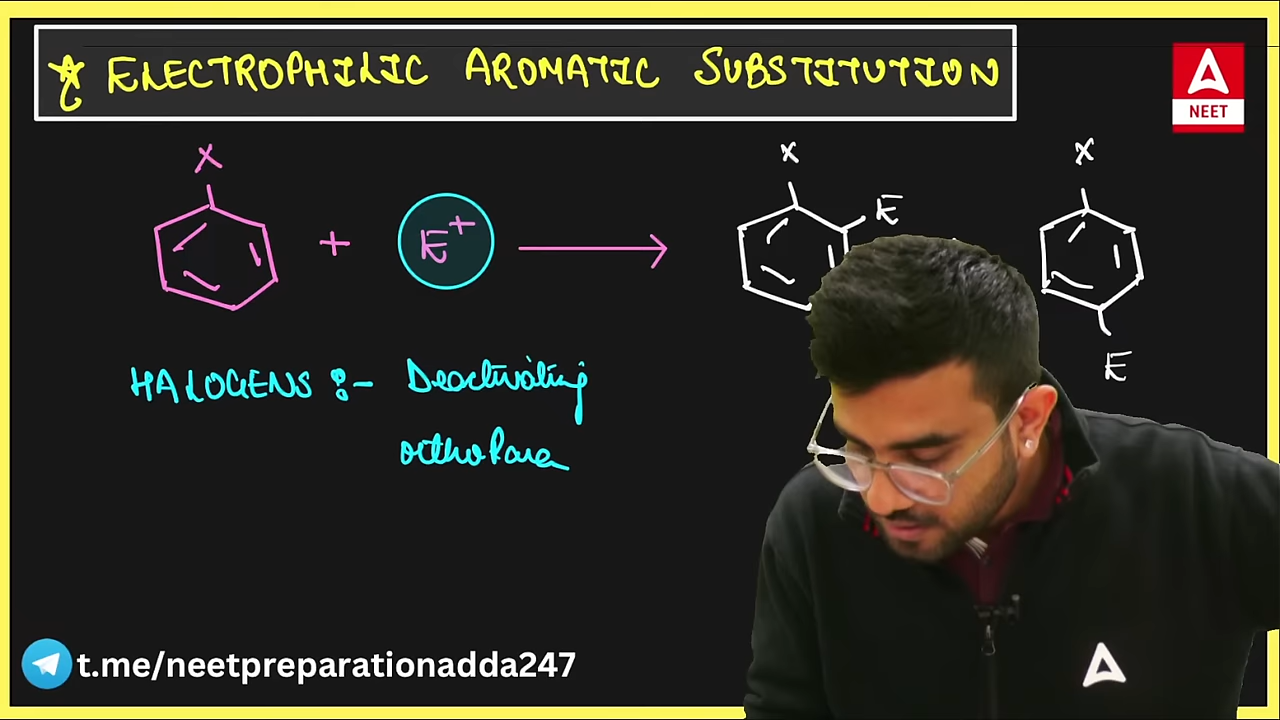 ELECTROPHILIC AROMATIC SUBSTITUTION
NEET
X
+ E+
X
E
X
E
HALOGENS :- Deactivating
ortho Para
t.me/neetpreparationadda247